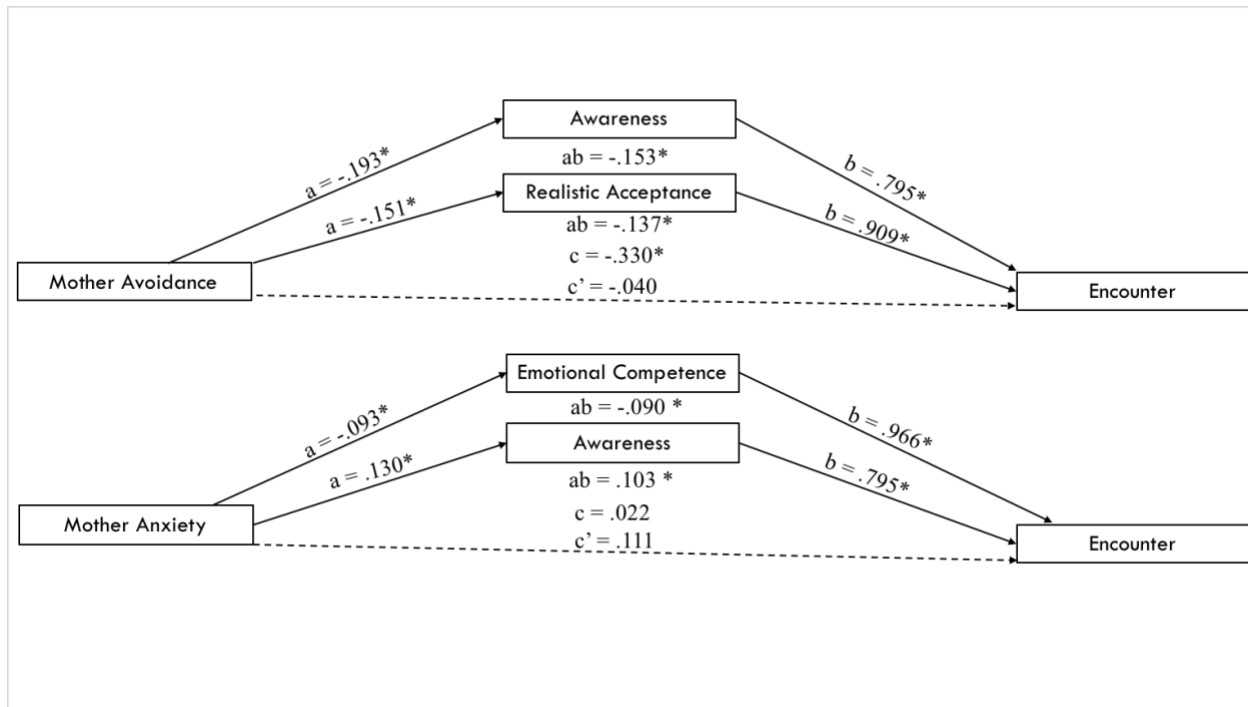 Awareness
a = -.193*
ab = -.153*
b = .795*
Realistic Acceptance
a = -.151*
ab = -.137*
b = .909*
c = -.330*
Mother Avoidance
c’ = -.040
Encounter
Emotional Competence
a = -.093*
ab = -.090 *
b = .966*
Awareness
a = .130*
ab = .103 *
b = .795*
c = .022
Mother Anxiety
c’ = .111
Encounter